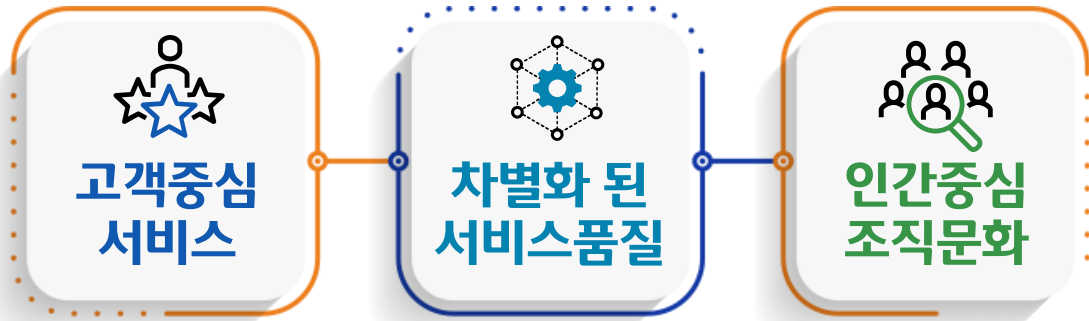 고객중심
서비스
차별화 된
서비스품질
인간중심
조직문화